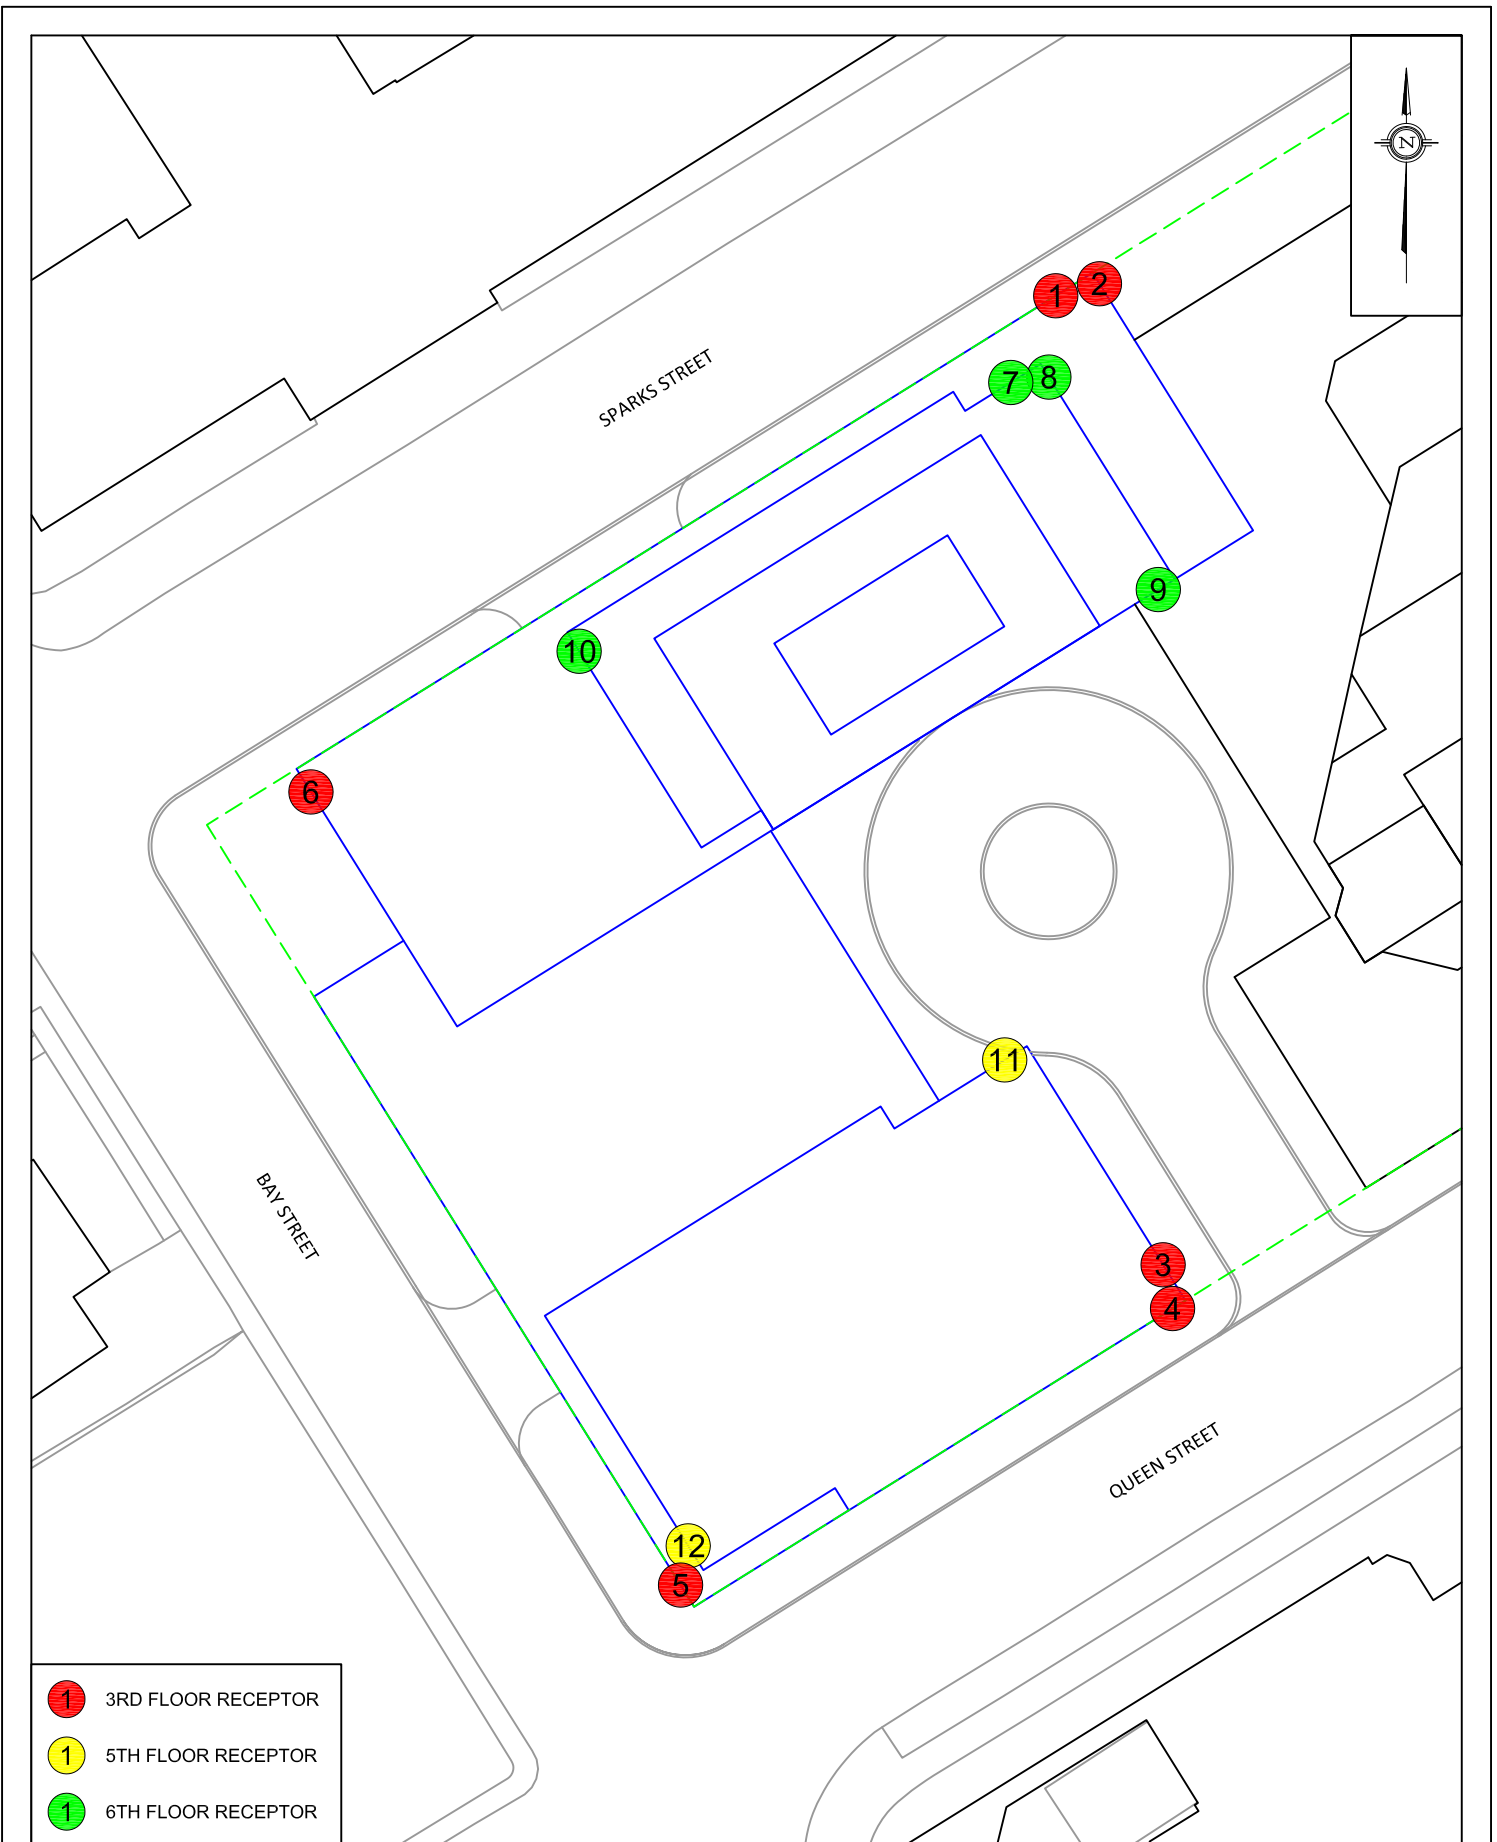 N
2
1
SPARKS STREET
7
8
9
10
6
11
BAY STREET
3
4
QUEEN STREET
12
5
1 3RD FLOOR RECEPTOR
1 5TH FLOOR RECEPTOR
1 6TH FLOOR RECEPTOR